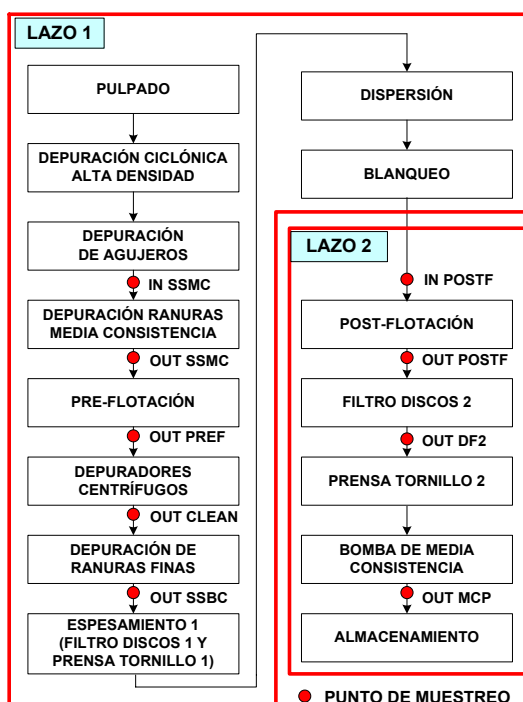 LAZO 1
PULPADO
DEPURACIÓN CICLÓNICA
ALTA DENSIDAD
DEPURACIÓN
DE AGUJEROS
IN SSMC
DEPURACIÓN RANURAS
MEDIA CONSISTENCIA
OUT SSMC
PRE-FLOTACIÓN
OUT PREF
DEPURADORES
CENTRÍFUGOS
OUT CLEAN
DEPURACIÓN DE
RANURAS FINAS
OUT SSBC
ESPESAMIENTO 1
(FILTRO DISCOS 1 Y
PRENSA TORNILLO 1)
DISPERSIÓN
BLANQUEO
LAZO 2
IN POSTF
POST-FLOTACIÓN
OUT POSTF
FILTRO DISCOS 2
OUT DF2
PRENSA TORNILLO 2
BOMBA DE MEDIA
CONSISTENCIA
OUT MCP
ALMACENAMIENTO
PUNTO DE MUESTREO